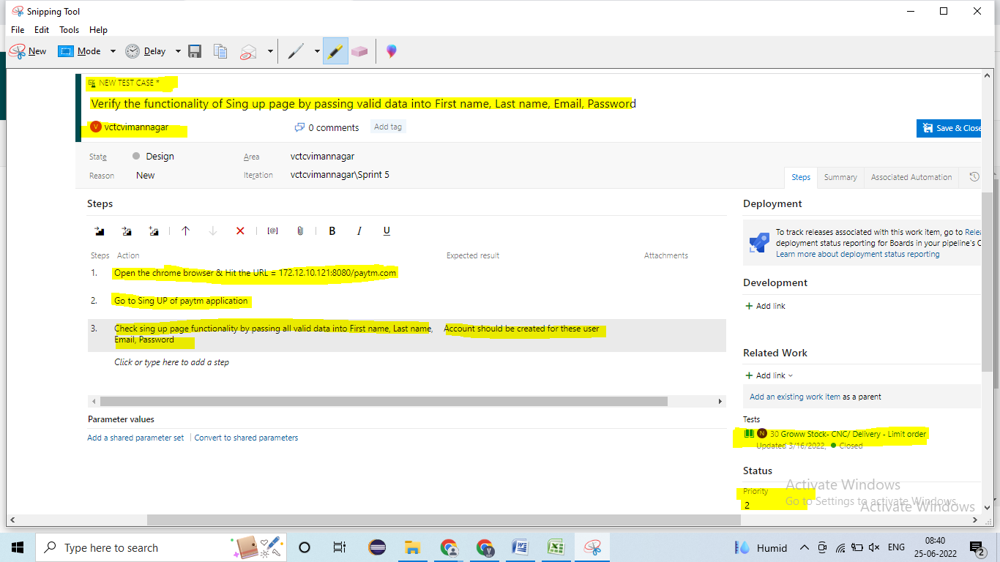 Snipping Tool
File Edit Tools Help
New Mode Delay
NEW TEST CASE *
Verify the functionality of Sing up page by passing valid data into First name, Last name, Email, Password
V vctcvimannagar 0 comments Add tag
Save & Close
State Design Area vctcvimannagar
Reason New Iteration vctcvimannagar\Sprint 5
Steps Summary Associated Automation
Steps
Deployment
[@] B I U
To track releases associated with this work item, go to Relea
deployment status reporting for Boards in your pipeline's O
Learn more about deployment status reporting
Steps Action Expected result Attachments
1. Open the chrome browser & Hit the URL = 172.12.10.121:8080/paytm.com
Development
2. Go to Sing UP of paytm application
Add link
3. Check sing up page functionality by passing all valid data into First name, Last name, Account should be created for these user
Email, Password
Click or type here to add a step
Related Work
Add link
Add an existing work item as a parent
Parameter values
Tests
Add a shared parameter set Convert to shared parameters
N 30 Groww Stock- CNC/ Delivery - Limit order
Updated 3/16/2022, Closed
Status
Priority
2
Activate Windows
Go to Settings to activate Windows.
Activate Windows
Type here to search
Humid ENG 08:40
25-06-2022
2